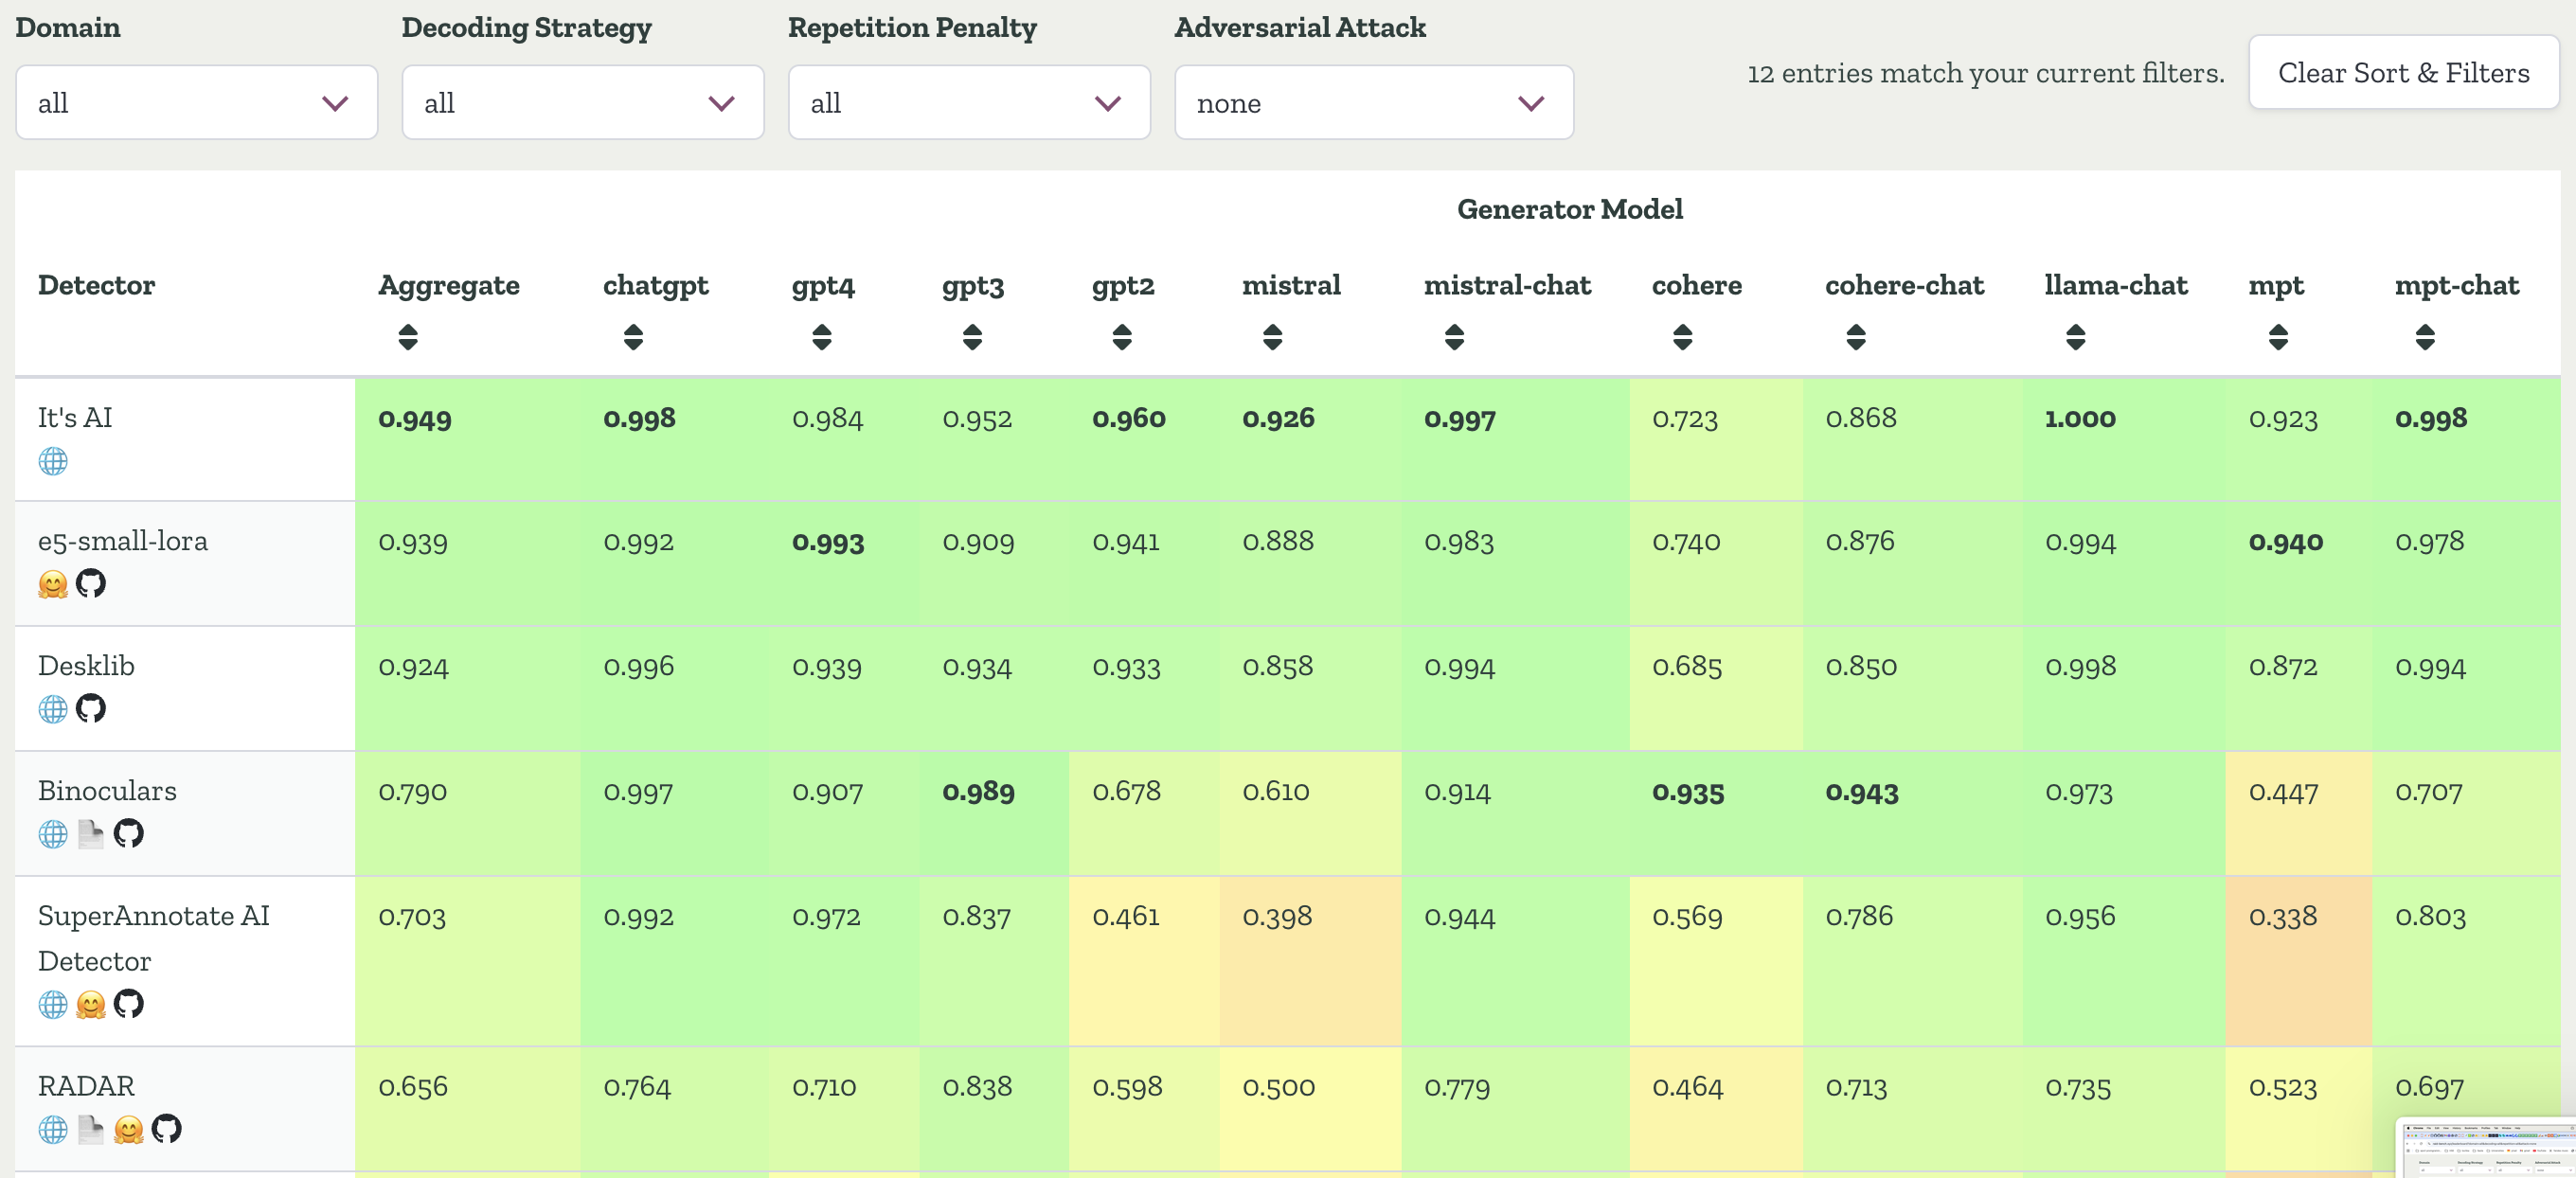 Domain Decoding Strategy Repetition Penalty Adversarial Attack
all all all none 12 entries match your current filters. Clear Sort & Filters
Generator Model
Detector Aggregate chatgpt gpt4 gpt3 gpt2 mistral mistral-chat cohere cohere-chat llama-chat mpt mpt-chat
It's AI 0.949 0.998 0.984 0.952 0.960 0.926 0.997 0.723 0.868 1.000 0.923 0.998
e5-small-lora 0.939 0.992 0.993 0.909 0.941 0.888 0.983 0.740 0.876 0.994 0.940 0.978
Desklib 0.924 0.996 0.939 0.934 0.933 0.858 0.994 0.685 0.850 0.998 0.872 0.994
Binoculars 0.790 0.997 0.907 0.989 0.678 0.610 0.914 0.935 0.943 0.973 0.447 0.707
SuperAnnotate AI 0.703 0.992 0.972 0.837 0.461 0.398 0.944 0.569 0.786 0.956 0.338 0.803
Detector
RADAR 0.656 0.764 0.710 0.838 0.598 0.500 0.779 0.464 0.713 0.735 0.523 0.697